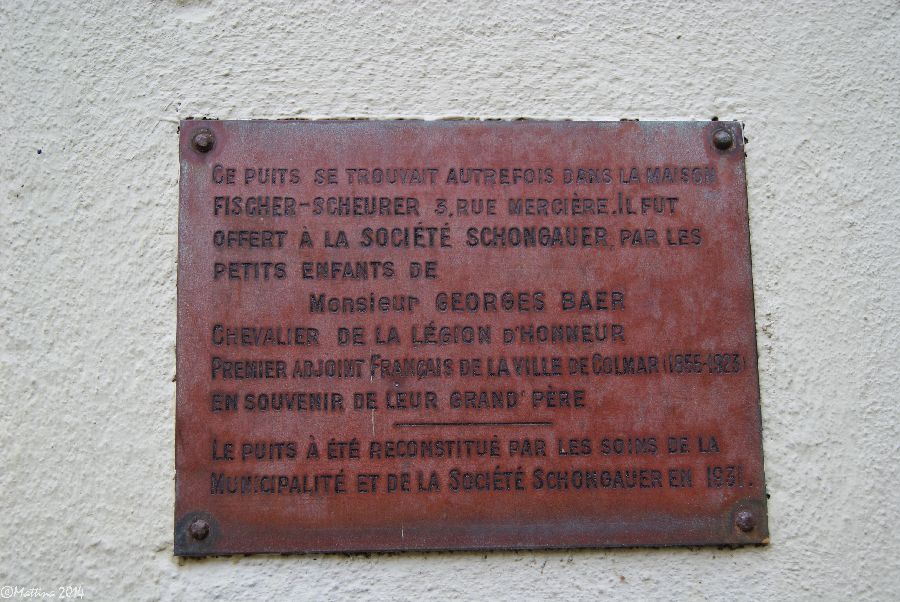 CE PUITS SE TROUVAIT AUTREFOIS DANS LA MAISON
FISCHER-SCHEURER 3, RUE MERCIÈRE. IL FUT
OFFERT À LA SOCIÉTÉ SCHONGAUER, PAR LES
PETITS ENFANTS DE
Monsieur GEORGES BAER
CHEVALIER DE LA LÉGION D'HONNEUR
PREMIER ADJOINT FRANÇAIS DE LA VILLE DE COLMAR (1855-1923)
EN SOUVENIR DE LEUR GRAND' PÈRE
LE PUITS À ÉTÉ RECONSTITUÉ PAR LES SOINS DE LA
MUNICIPALITÉ ET DE LA SOCIÉTÉ SCHONGAUER EN 1931.
©Mattina 2014